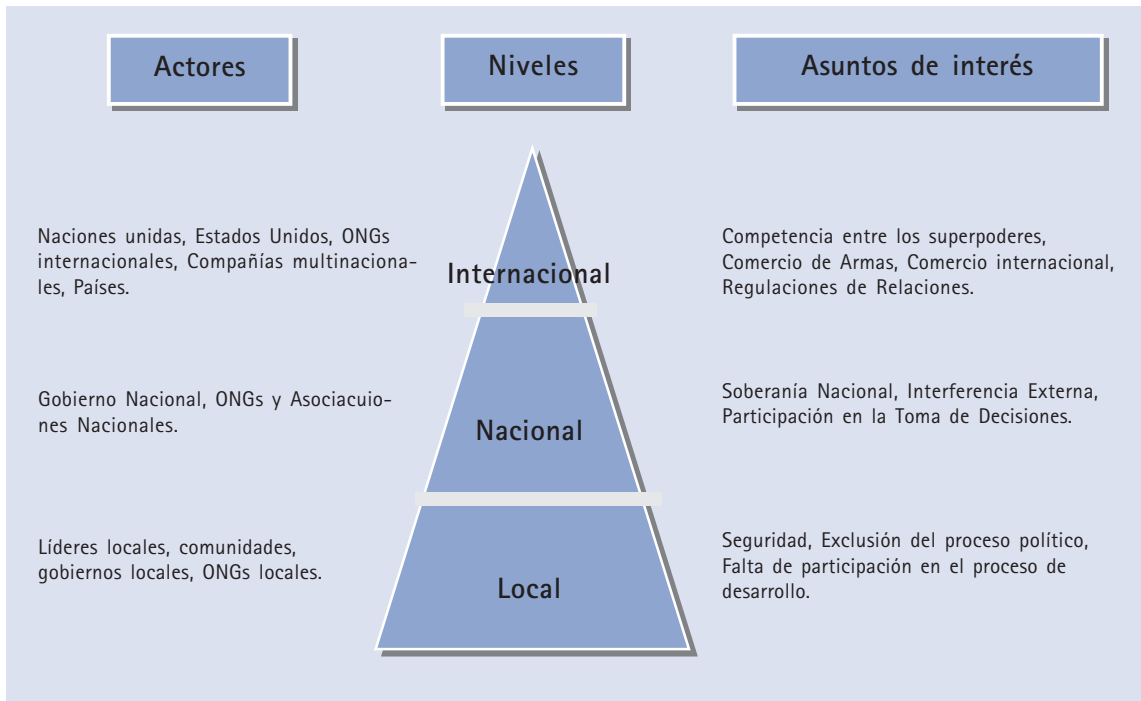 Actores
Niveles
Asuntos de interés
Naciones unidas, Estados Unidos, ONGs
internacionales, Compañías multinaciona-
les, Países.
Internacional
Competencia entre los superpoderes,
Comercio de Armas, Comercio internacional,
Regulaciones de Relaciones.
Gobierno Nacional, ONGs y Asociacuio-
nes Nacionales.
Nacional
Soberanía Nacional, Interferencia Externa,
Participación en la Toma de Decisiones.
Líderes locales, comunidades,
gobiernos locales, ONGs locales.
Local
Seguridad, Exclusión del proceso político,
Falta de participación en el proceso de
desarrollo.